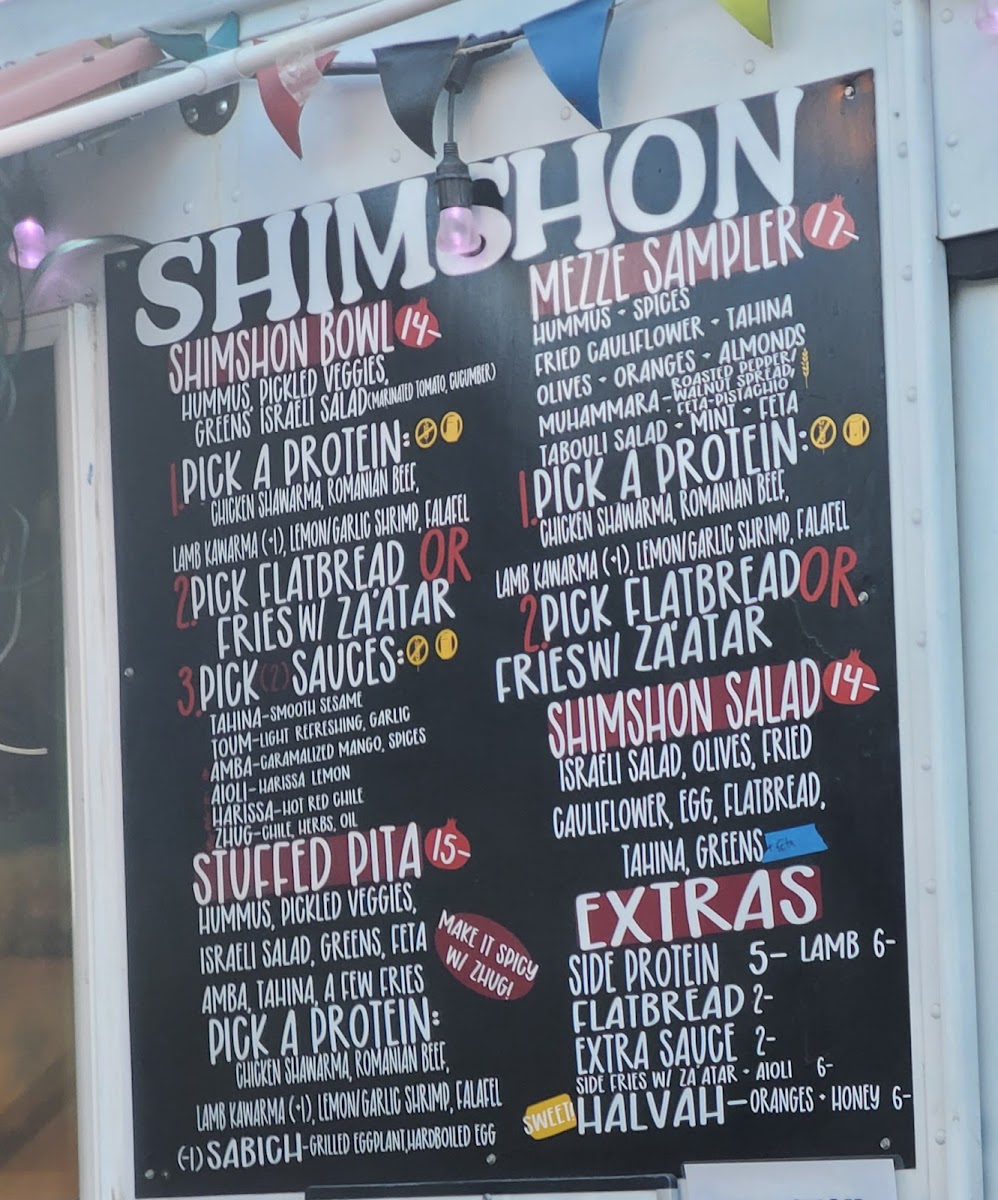 SHIMSHON
SHIMSHON BOWL 14-
HUMMUS, PICKLED VEGGIES,
GREENS ISRAELI SALAD (MARINATED TOMATO, CUCUMBER)
1. PICK A PROTEIN:
CHICKEN SHAWARMA, ROMANIAN BEEF,
LAMB KAWARMA (+1), LEMON/GARLIC SHRIMP, FALAFEL
2. PICK FLATBREAD OR
FRIES W/ ZA'ATAR
3. PICK (2) SAUCES:
TAHINA-SMOOTH SESAME
TOUM-LIGHT REFRESHING, GARLIC
AMBA-CARAMALIZED MANGO, SPICES
AIOLI-HARISSA LEMON
HARISSA-HOT RED CHILE
ZHUG-CHILE, HERBS, OIL
STUFFED PITA 15-
HUMMUS, PICKLED VEGGIES,
ISRAELI SALAD, GREENS, FETA
AMBA, TAHINA, A FEW FRIES
MAKE IT SPICY
W/ ZHUG!
PICK A PROTEIN:
CHICKEN SHAWARMA, ROMANIAN BEEF,
LAMB KAWARMA (+1), LEMON/GARLIC SHRIMP, FALAFEL
(-1) SABICH-GRILLED EGGPLANT, HARDBOILED EGG
MEZZE SAMPLER 17-
HUMMUS + SPICES
FRIED CAULIFLOWER + TAHINA
OLIVES + ORANGES + ALMONDS
MUHAMMARA-ROASTED PEPPER/
WALNUT SPREAD,
FETA-PISTACHIO
TABOULI SALAD + MINT + FETA
1. PICK A PROTEIN:
CHICKEN SHAWARMA, ROMANIAN BEEF,
LAMB KAWARMA (+1), LEMON/GARLIC SHRIMP, FALAFEL
2. PICK FLATBREAD OR
FRIES W/ ZA'ATAR
SHIMSHON SALAD 14-
ISRAELI SALAD, OLIVES, FRIED
CAULIFLOWER, EGG, FLATBREAD,
TAHINA, GREENS + feta
EXTRAS
SIDE PROTEIN 5- LAMB 6-
FLATBREAD 2-
EXTRA SAUCE 2-
SIDE FRIES W/ ZA'ATAR + AIOLI 6-
SWEET! HALVAH-ORANGES + HONEY 6-